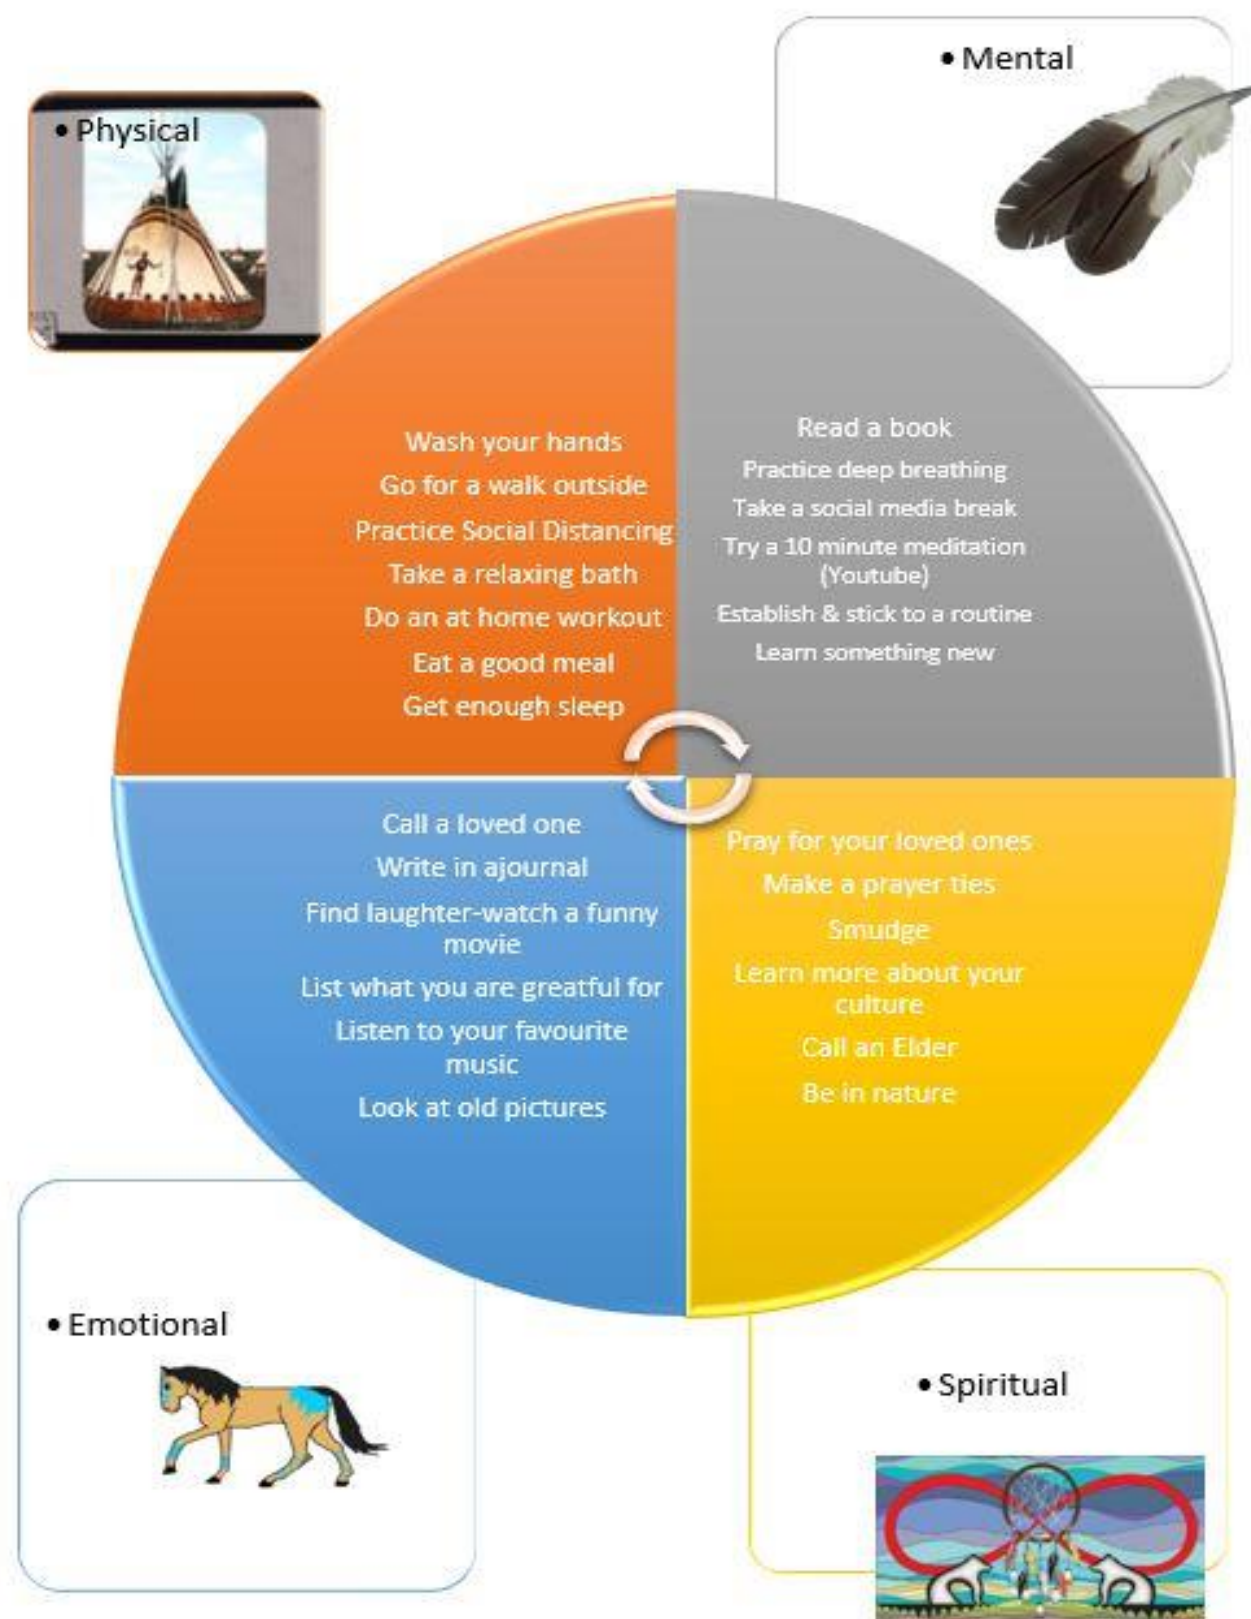 • Mental
• Physical
Wash your hands
Go for a walk outside
Practice Social Distancing
Take a relaxing bath
Do an at home workout
Eat a good meal
Get enough sleep
Read a book
Practice deep breathing
Take a social media break
Try a 10 minute meditation
(Youtube)
Establish & stick to a routine
Learn something new
Call a loved one
Write in ajournal
Find laughter-watch a funny
movie
List what you are greatful for
Listen to your favourite
music
Look at old pictures
Pray for your loved ones
Make a prayer ties
Smudge
Learn more about your
culture
Call an Elder
Be in nature
• Emotional
• Spiritual